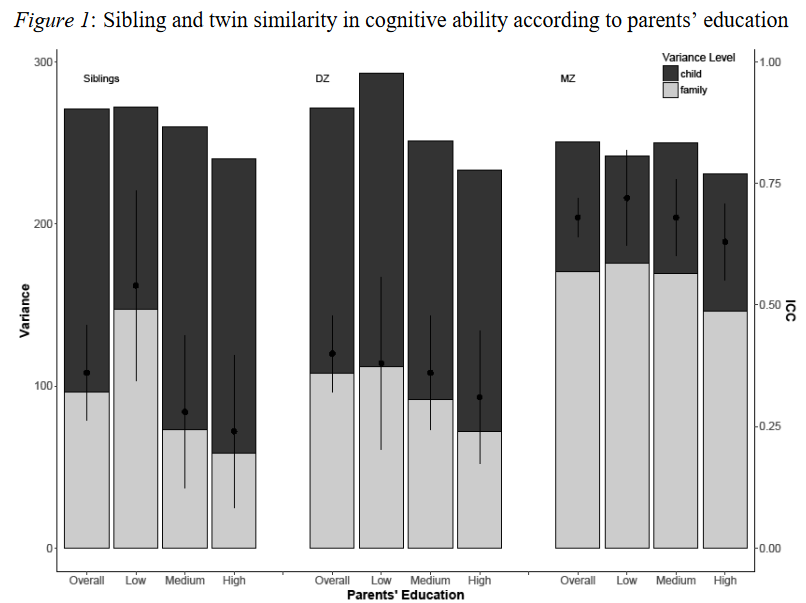 Figure 1: Sibling and twin similarity in cognitive ability according to parents’ education
Variance Level
child
family
Siblings
DZ
MZ
300
200
100
0
Variance
1.00
0.75
0.50
0.25
0.00
ICC
Overall Low Medium High Overall Low Medium High Overall Low Medium High
Parents' Education